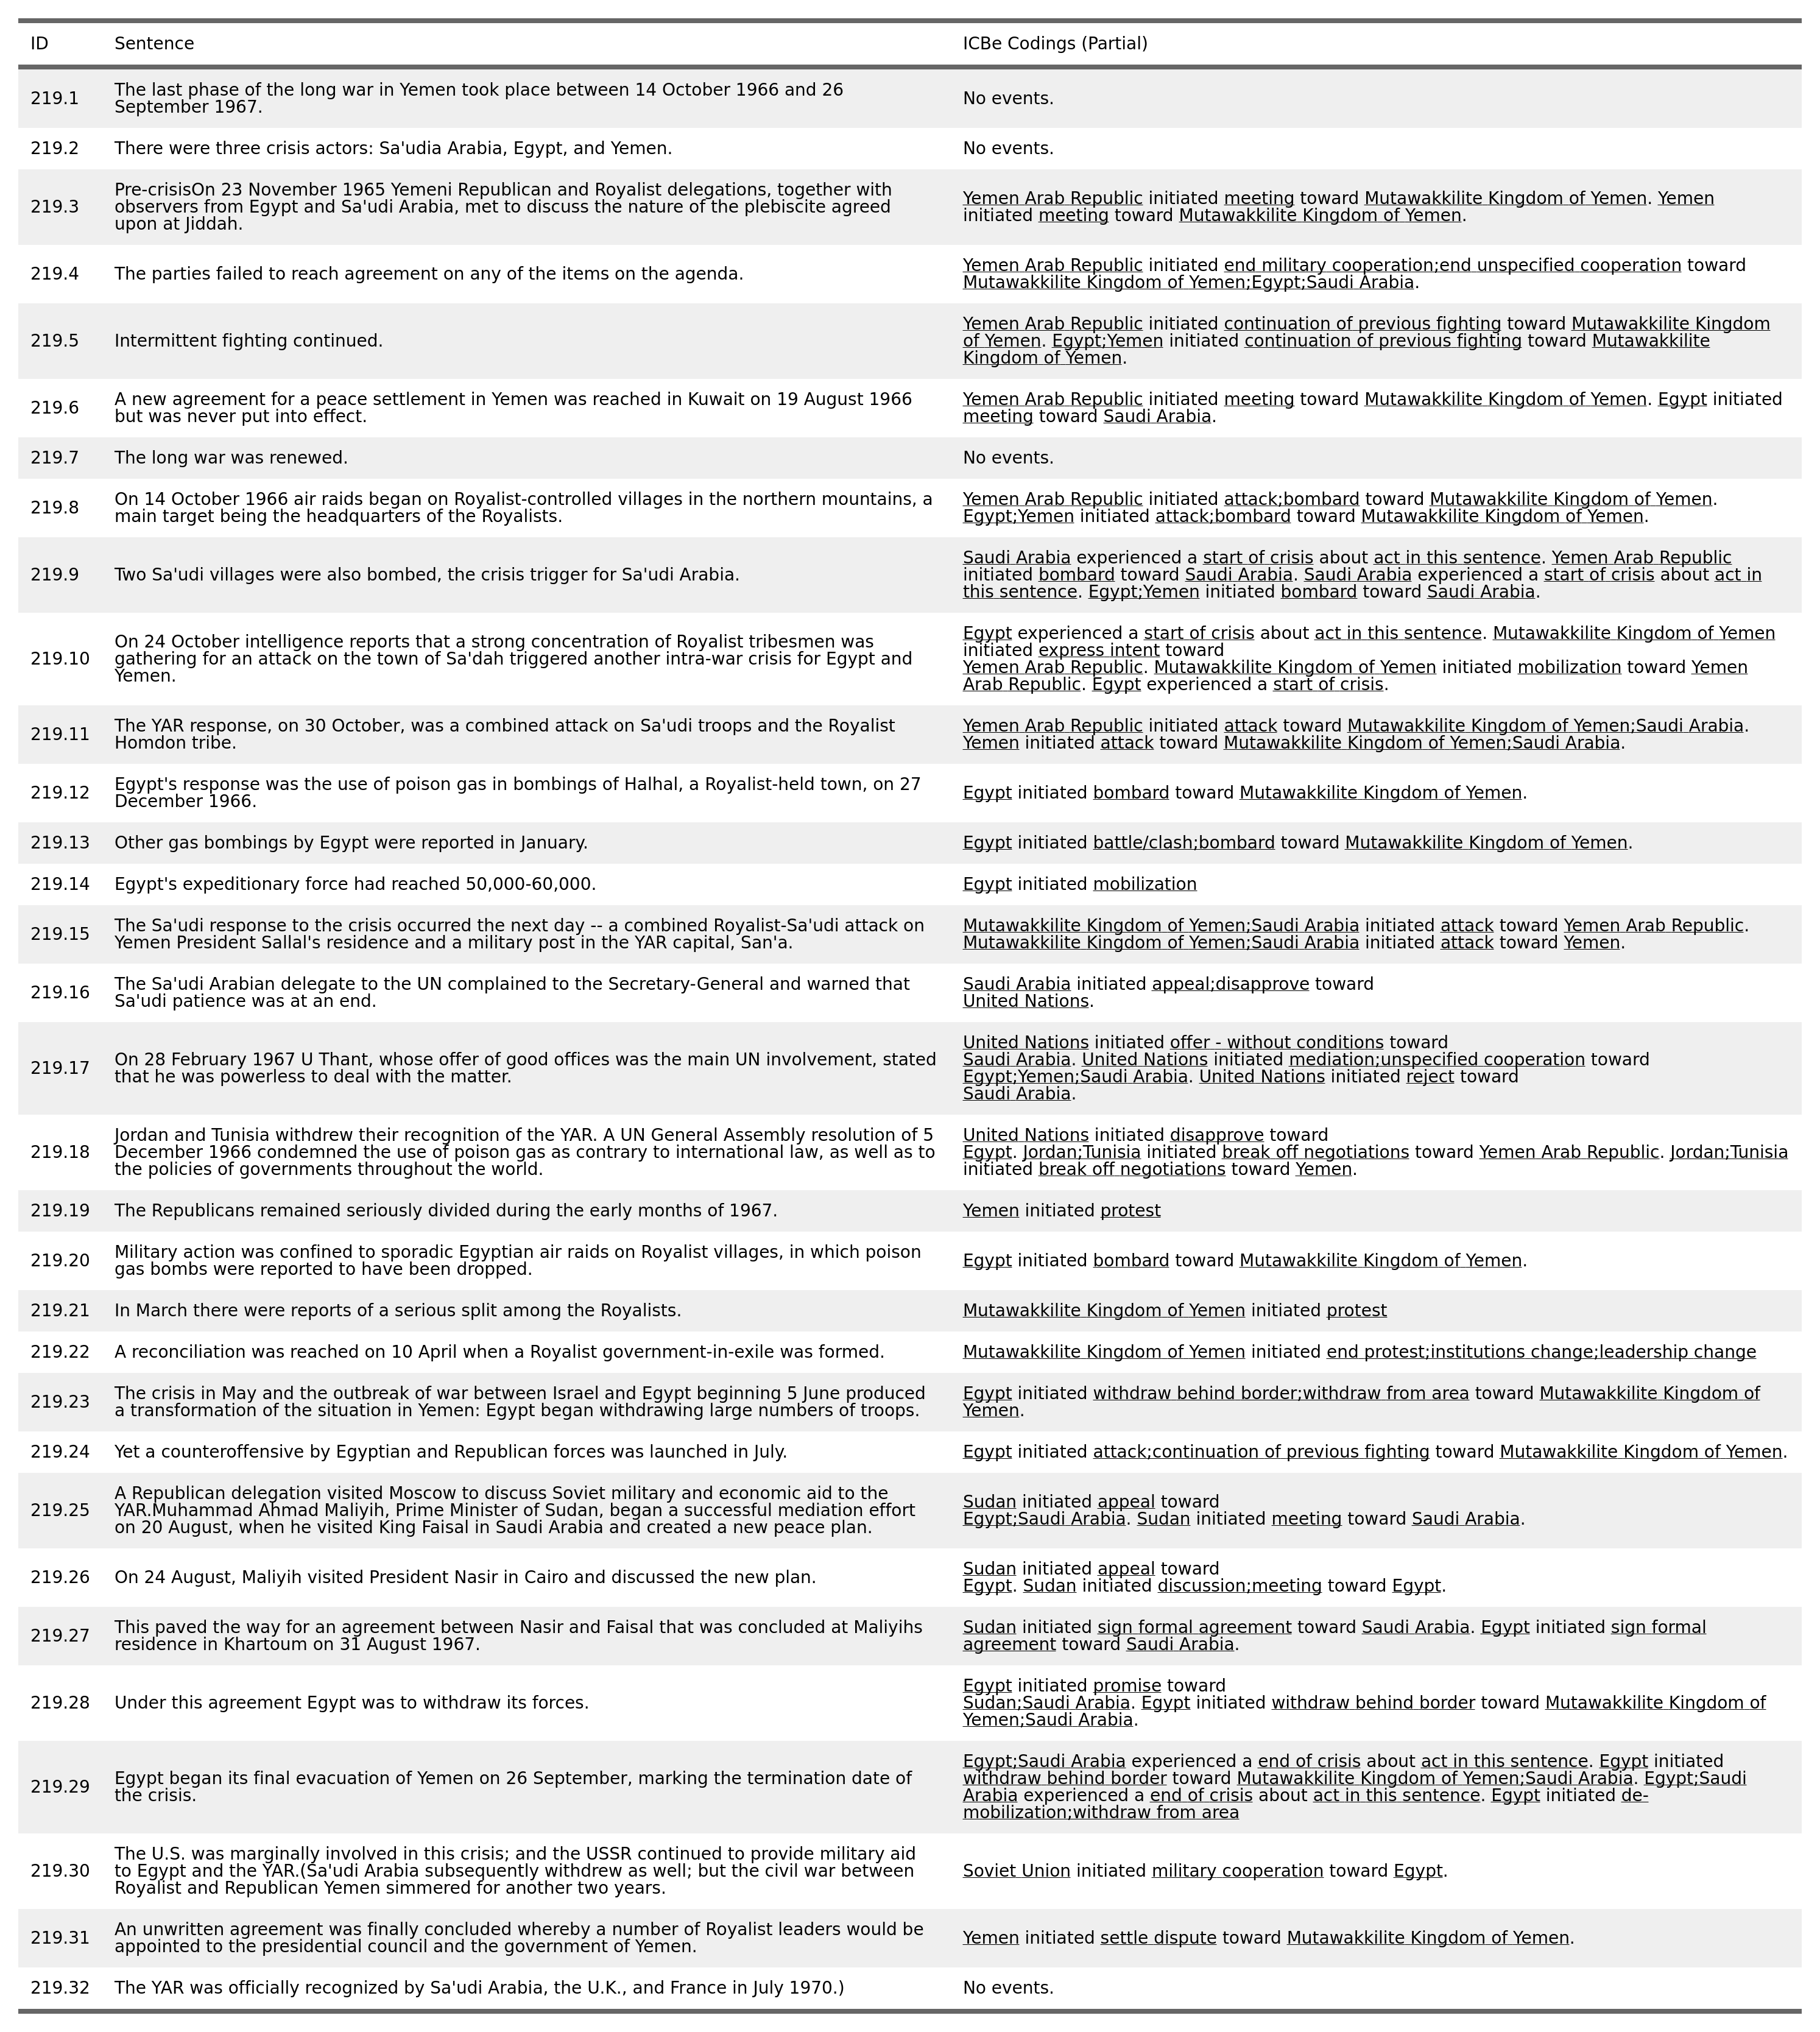 ID Sentence ICBe Codings (Partial)
219.1 The last phase of the long war in Yemen took place between 14 October 1966 and 26
September 1967.
No events.
219.2 There were three crisis actors: Sa'udia Arabia, Egypt, and Yemen. No events.
219.3 Pre-crisisOn 23 November 1965 Yemeni Republican and Royalist delegations, together with
observers from Egypt and Sa'udi Arabia, met to discuss the nature of the plebiscite agreed
upon at Jiddah.
Yemen Arab Republic initiated meeting toward Mutawakkilite Kingdom of Yemen. Yemen
initiated meeting toward Mutawakkilite Kingdom of Yemen.
219.4 The parties failed to reach agreement on any of the items on the agenda.
Yemen Arab Republic initiated end military cooperation;end unspecified cooperation toward
Mutawakkilite Kingdom of Yemen;Egypt;Saudi Arabia.
219.5 Intermittent fighting continued.
Yemen Arab Republic initiated continuation of previous fighting toward Mutawakkilite Kingdom
of Yemen. Egypt;Yemen initiated continuation of previous fighting toward Mutawakkilite
Kingdom of Yemen.
219.6 A new agreement for a peace settlement in Yemen was reached in Kuwait on 19 August 1966
but was never put into effect.
Yemen Arab Republic initiated meeting toward Mutawakkilite Kingdom of Yemen. Egypt initiated
meeting toward Saudi Arabia.
219.7 The long war was renewed. No events.
219.8 On 14 October 1966 air raids began on Royalist-controlled villages in the northern mountains, a
main target being the headquarters of the Royalists.
Yemen Arab Republic initiated attack;bombard toward Mutawakkilite Kingdom of Yemen.
Egypt;Yemen initiated attack;bombard toward Mutawakkilite Kingdom of Yemen.
219.9 Two Sa'udi villages were also bombed, the crisis trigger for Sa'udi Arabia.
Saudi Arabia experienced a start of crisis about act in this sentence. Yemen Arab Republic
initiated bombard toward Saudi Arabia. Saudi Arabia experienced a start of crisis about act in
this sentence. Egypt;Yemen initiated bombard toward Saudi Arabia.
219.10 On 24 October intelligence reports that a strong concentration of Royalist tribesmen was
gathering for an attack on the town of Sa'dah triggered another intra-war crisis for Egypt and
Yemen.
Egypt experienced a start of crisis about act in this sentence. Mutawakkilite Kingdom of Yemen
initiated express intent toward
Yemen Arab Republic. Mutawakkilite Kingdom of Yemen initiated mobilization toward Yemen
Arab Republic. Egypt experienced a start of crisis.
219.11 The YAR response, on 30 October, was a combined attack on Sa'udi troops and the Royalist
Homdon tribe.
Yemen Arab Republic initiated attack toward Mutawakkilite Kingdom of Yemen;Saudi Arabia.
Yemen initiated attack toward Mutawakkilite Kingdom of Yemen;Saudi Arabia.
219.12 Egypt's response was the use of poison gas in bombings of Halhal, a Royalist-held town, on 27
December 1966.
Egypt initiated bombard toward Mutawakkilite Kingdom of Yemen.
219.13 Other gas bombings by Egypt were reported in January. Egypt initiated battle/clash;bombard toward Mutawakkilite Kingdom of Yemen.
219.14 Egypt's expeditionary force had reached 50,000-60,000. Egypt initiated mobilization
219.15 The Sa'udi response to the crisis occurred the next day -- a combined Royalist-Sa'udi attack on
Yemen President Sallal's residence and a military post in the YAR capital, San'a.
Mutawakkilite Kingdom of Yemen;Saudi Arabia initiated attack toward Yemen Arab Republic.
Mutawakkilite Kingdom of Yemen;Saudi Arabia initiated attack toward Yemen.
219.16 The Sa'udi Arabian delegate to the UN complained to the Secretary-General and warned that
Sa'udi patience was at an end.
Saudi Arabia initiated appeal;disapprove toward
United Nations.
219.17 On 28 February 1967 U Thant, whose offer of good offices was the main UN involvement, stated
that he was powerless to deal with the matter.
United Nations initiated offer - without conditions toward
Saudi Arabia. United Nations initiated mediation;unspecified cooperation toward
Egypt;Yemen;Saudi Arabia. United Nations initiated reject toward
Saudi Arabia.
219.18 Jordan and Tunisia withdrew their recognition of the YAR. A UN General Assembly resolution of 5
December 1966 condemned the use of poison gas as contrary to international law, as well as to
the policies of governments throughout the world.
United Nations initiated disapprove toward
Egypt. Jordan;Tunisia initiated break off negotiations toward Yemen Arab Republic. Jordan;Tunisia
initiated break off negotiations toward Yemen.
219.19 The Republicans remained seriously divided during the early months of 1967. Yemen initiated protest
219.20 Military action was confined to sporadic Egyptian air raids on Royalist villages, in which poison
gas bombs were reported to have been dropped.
Egypt initiated bombard toward Mutawakkilite Kingdom of Yemen.
219.21 In March there were reports of a serious split among the Royalists. Mutawakkilite Kingdom of Yemen initiated protest
219.22 A reconciliation was reached on 10 April when a Royalist government-in-exile was formed. Mutawakkilite Kingdom of Yemen initiated end protest;institutions change;leadership change
219.23 The crisis in May and the outbreak of war between Israel and Egypt beginning 5 June produced
a transformation of the situation in Yemen: Egypt began withdrawing large numbers of troops.
Egypt initiated withdraw behind border;withdraw from area toward Mutawakkilite Kingdom of
Yemen.
219.24 Yet a counteroffensive by Egyptian and Republican forces was launched in July. Egypt initiated attack;continuation of previous fighting toward Mutawakkilite Kingdom of Yemen.
219.25 A Republican delegation visited Moscow to discuss Soviet military and economic aid to the
YAR.Muhammad Ahmad Maliyih, Prime Minister of Sudan, began a successful mediation effort
on 20 August, when he visited King Faisal in Saudi Arabia and created a new peace plan.
Sudan initiated appeal toward
Egypt;Saudi Arabia. Sudan initiated meeting toward Saudi Arabia.
219.26 On 24 August, Maliyih visited President Nasir in Cairo and discussed the new plan.
Sudan initiated appeal toward
Egypt. Sudan initiated discussion;meeting toward Egypt.
219.27 This paved the way for an agreement between Nasir and Faisal that was concluded at Maliyihs
residence in Khartoum on 31 August 1967.
Sudan initiated sign formal agreement toward Saudi Arabia. Egypt initiated sign formal
agreement toward Saudi Arabia.
219.28 Under this agreement Egypt was to withdraw its forces.
Egypt initiated promise toward
Sudan;Saudi Arabia. Egypt initiated withdraw behind border toward Mutawakkilite Kingdom of
Yemen;Saudi Arabia.
219.29 Egypt began its final evacuation of Yemen on 26 September, marking the termination date of
the crisis.
Egypt;Saudi Arabia experienced a end of crisis about act in this sentence. Egypt initiated
withdraw behind border toward Mutawakkilite Kingdom of Yemen;Saudi Arabia. Egypt;Saudi
Arabia experienced a end of crisis about act in this sentence. Egypt initiated de-
mobilization;withdraw from area
219.30 The U.S. was marginally involved in this crisis; and the USSR continued to provide military aid
to Egypt and the YAR.(Sa'udi Arabia subsequently withdrew as well; but the civil war between
Royalist and Republican Yemen simmered for another two years.
Soviet Union initiated military cooperation toward Egypt.
219.31 An unwritten agreement was finally concluded whereby a number of Royalist leaders would be
appointed to the presidential council and the government of Yemen.
Yemen initiated settle dispute toward Mutawakkilite Kingdom of Yemen.
219.32 The YAR was officially recognized by Sa'udi Arabia, the U.K., and France in July 1970.) No events.